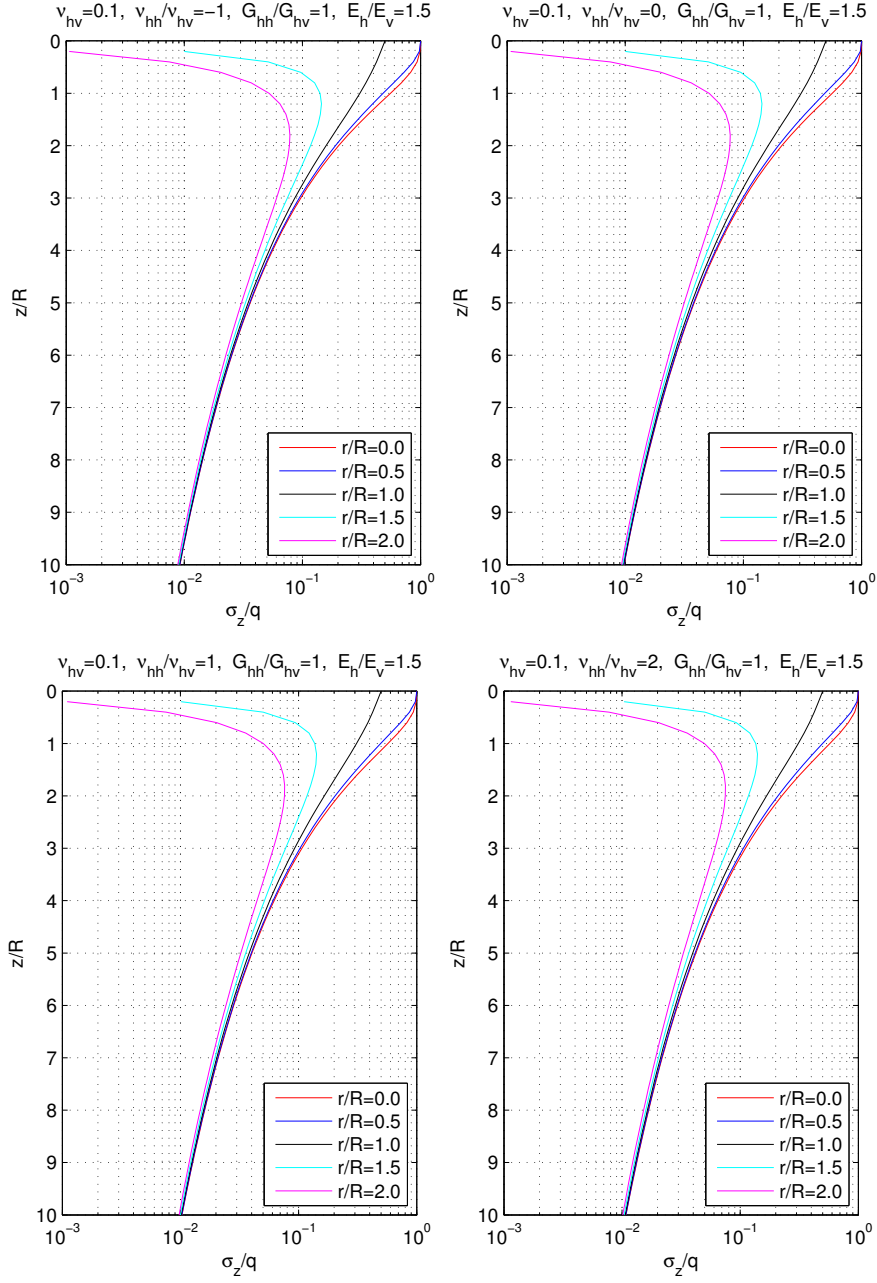 ν_hv=0.1, ν_hh/ν_hv=−1, G_hh/G_hv=1, E_h/E_v=1.5
0
1
2
3
4
5
6
7
8
9
10
z/R
r/R=0.0
r/R=0.5
r/R=1.0
r/R=1.5
r/R=2.0
10^−3
10^−2
10^−1
10^0
σ_z/q
ν_hv=0.1, ν_hh/ν_hv=0, G_hh/G_hv=1, E_h/E_v=1.5
0
1
2
3
4
5
6
7
8
9
10
z/R
r/R=0.0
r/R=0.5
r/R=1.0
r/R=1.5
r/R=2.0
10^−3
10^−2
10^−1
10^0
σ_z/q
ν_hv=0.1, ν_hh/ν_hv=1, G_hh/G_hv=1, E_h/E_v=1.5
0
1
2
3
4
5
6
7
8
9
10
z/R
r/R=0.0
r/R=0.5
r/R=1.0
r/R=1.5
r/R=2.0
10^−3
10^−2
10^−1
10^0
σ_z/q
ν_hv=0.1, ν_hh/ν_hv=2, G_hh/G_hv=1, E_h/E_v=1.5
0
1
2
3
4
5
6
7
8
9
10
z/R
r/R=0.0
r/R=0.5
r/R=1.0
r/R=1.5
r/R=2.0
10^−3
10^−2
10^−1
10^0
σ_z/q